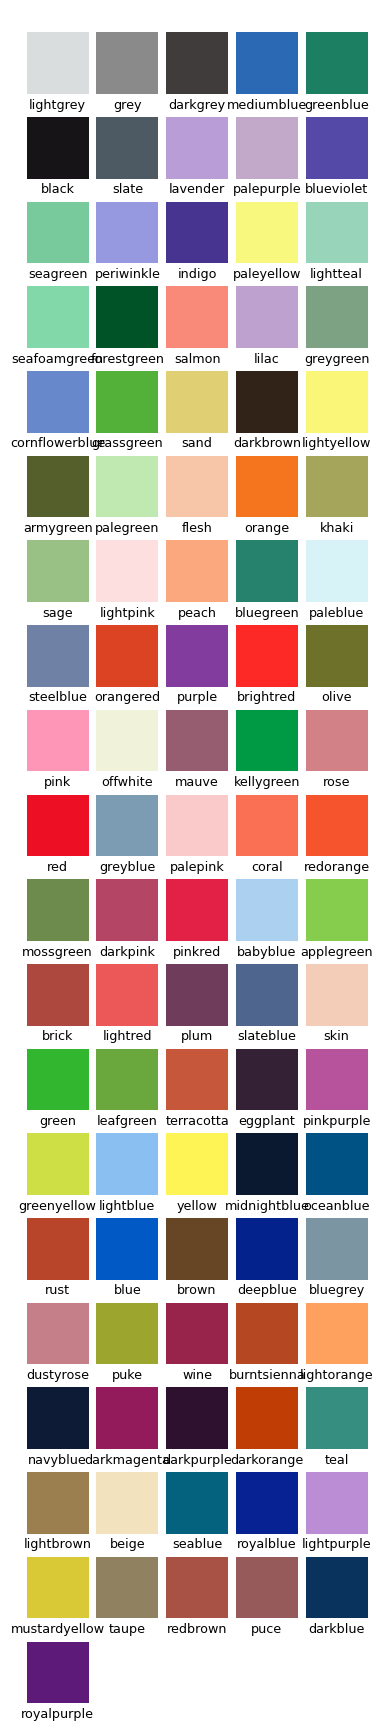 lightgrey grey darkgrey mediumblue greenblue
black slate lavender palepurple blueviolet
seagreen periwinkle indigo paleyellow lightteal
seafoamgreen forestgreen salmon lilac greygreen
cornflowerblue grassgreen sand darkbrown lightyellow
armygreen palegreen flesh orange khaki
sage lightpink peach bluegreen paleblue
steelblue orangered purple brightred olive
pink offwhite mauve kellygreen rose
red greyblue palepink coral redorange
mossgreen darkpink pinkred babyblue applegreen
brick lightred plum slateblue skin
green leafgreen terracotta eggplant pinkpurple
greenyellow lightblue yellow midnightblue oceanblue
rust blue brown deepblue bluegrey
dustyrose puke wine burntsienna lightorange
navyblue darkmagenta darkpurple darkorange teal
lightbrown beige seablue royalblue lightpurple
mustardyellow taupe redbrown puce darkblue
royalpurple